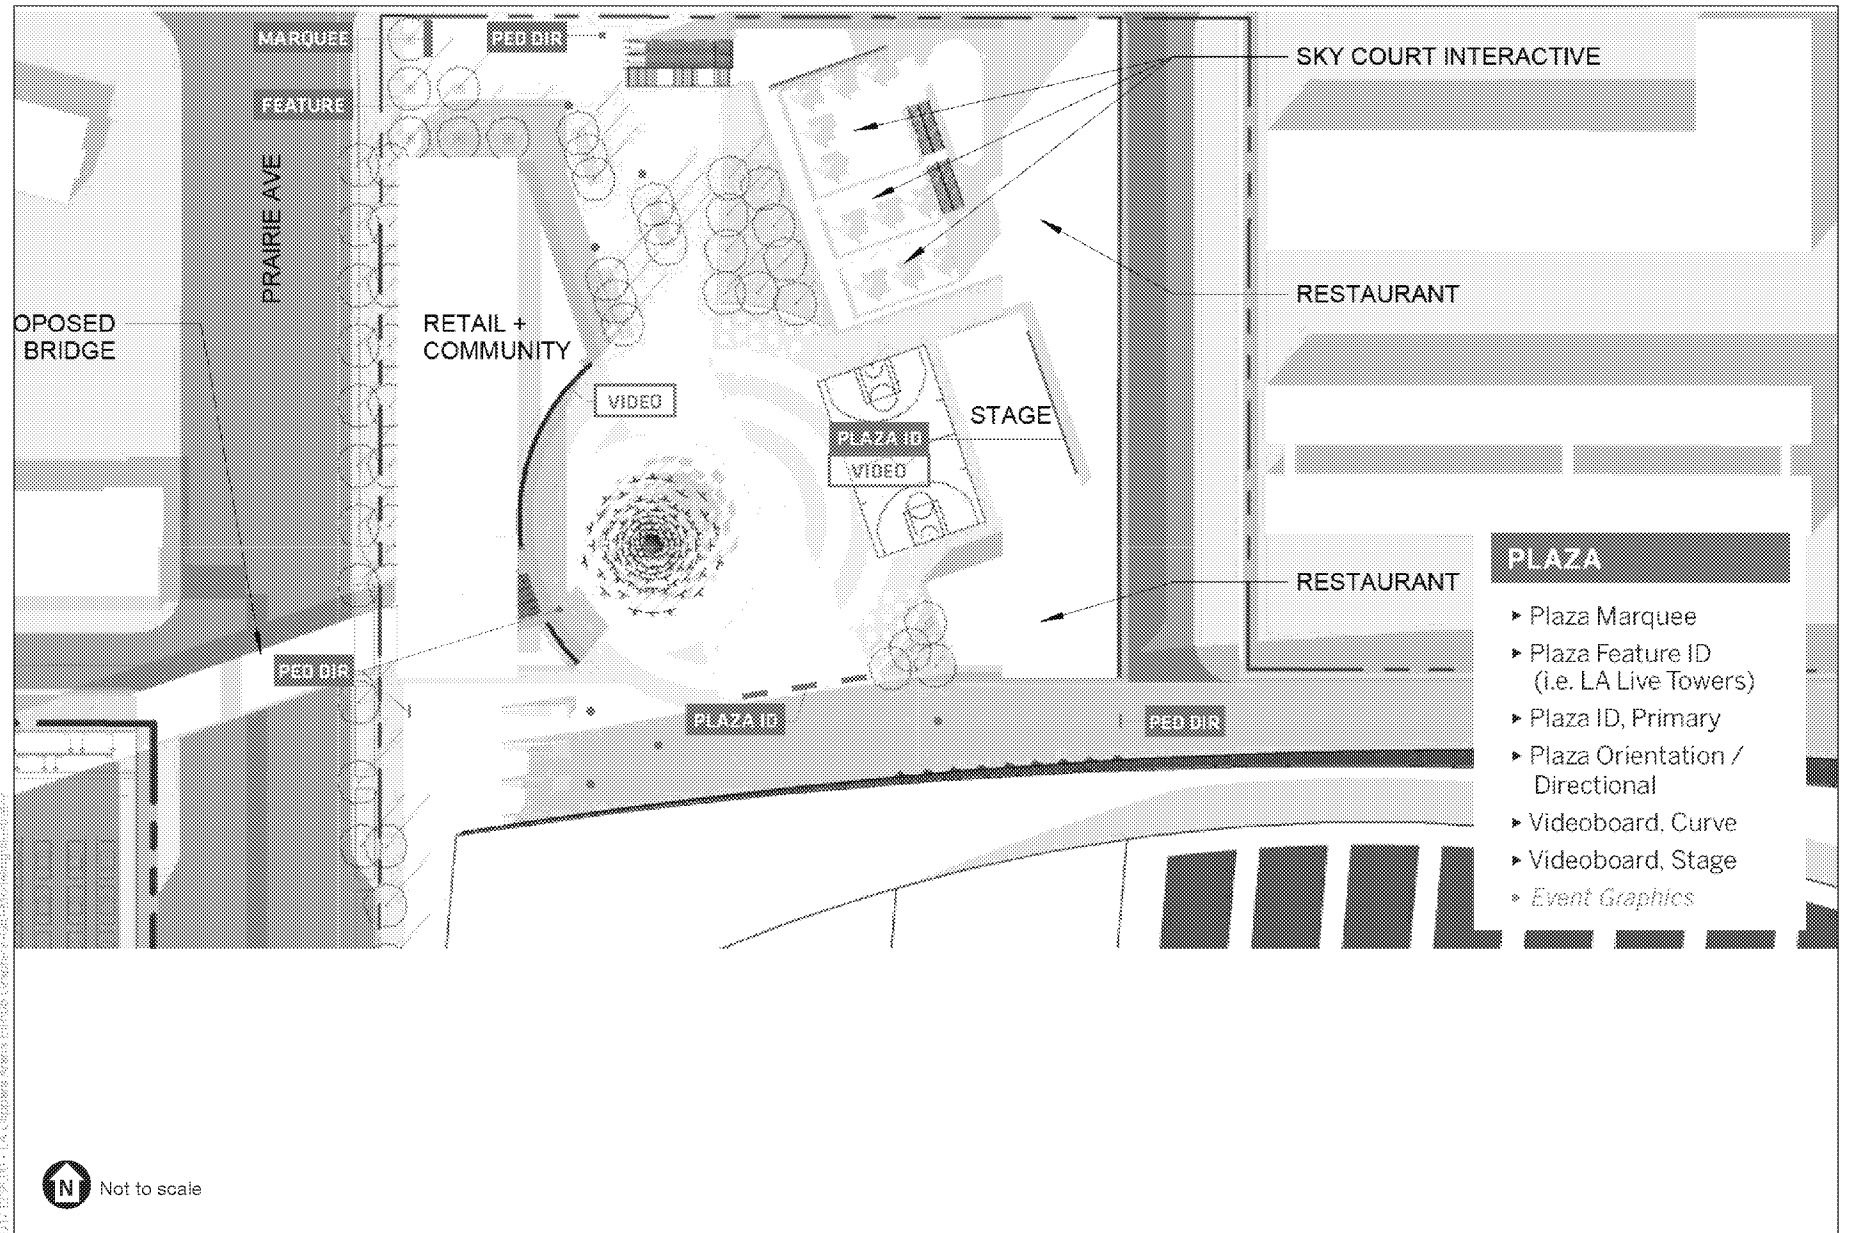 MARQUEE
PED DIR
SKY COURT INTERACTIVE
FEATURE
PRAIRIE AVE
RESTAURANT
OPOSED
BRIDGE
RETAIL +
COMMUNITY
VIDEO
STAGE
PLAZA ID
VIDEO
RESTAURANT
PED DIR
PLAZA ID
PED DIR
PLAZA
▸ Plaza Marquee
▸ Plaza Feature ID
(i.e. LA Live Towers)
▸ Plaza ID, Primary
▸ Plaza Orientation /
Directional
▸ Videoboard, Curve
▸ Videoboard, Stage
• Event Graphics
N Not to scale